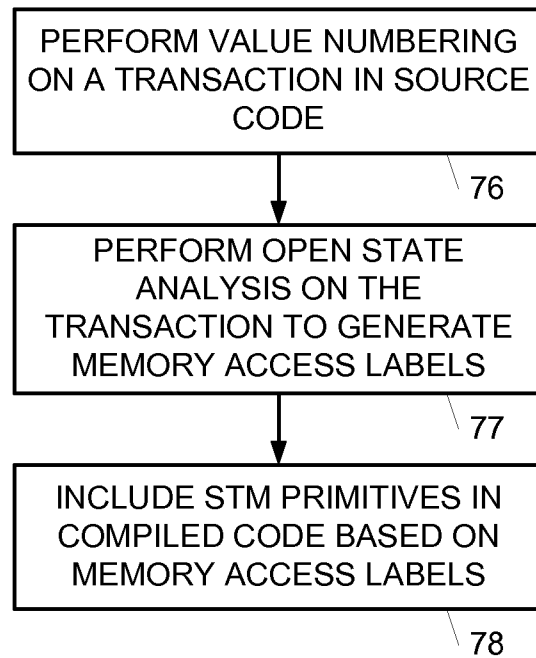 PERFORM VALUE NUMBERING
ON A TRANSACTION IN SOURCE
CODE
76
PERFORM OPEN STATE
ANALYSIS ON THE
TRANSACTION TO GENERATE
MEMORY ACCESS LABELS
77
INCLUDE STM PRIMITIVES IN
COMPILED CODE BASED ON
MEMORY ACCESS LABELS
78